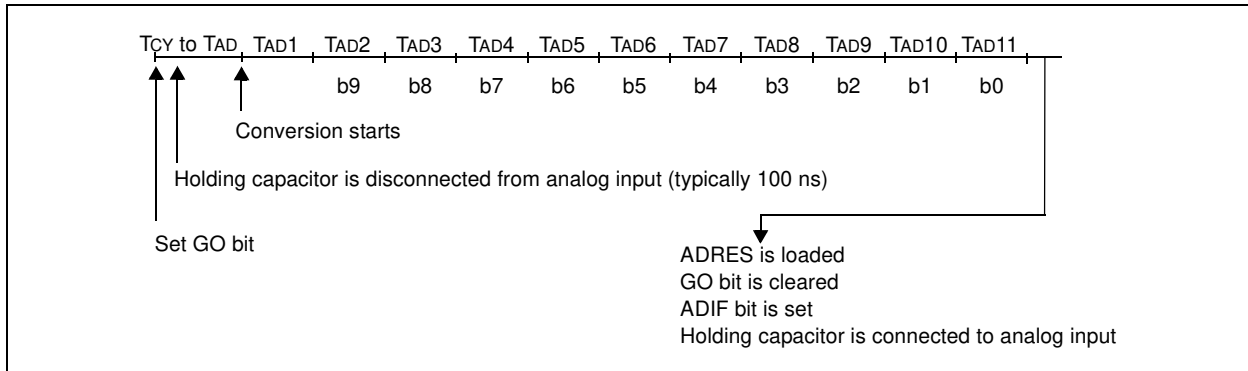 TCY to TAD TAD1 TAD2 TAD3 TAD4 TAD5 TAD6 TAD7 TAD8 TAD9 TAD10 TAD11
b9 b8 b7 b6 b5 b4 b3 b2 b1 b0
Conversion starts
Holding capacitor is disconnected from analog input (typically 100 ns)
Set GO bit
ADRES is loaded
GO bit is cleared
ADIF bit is set
Holding capacitor is connected to analog input